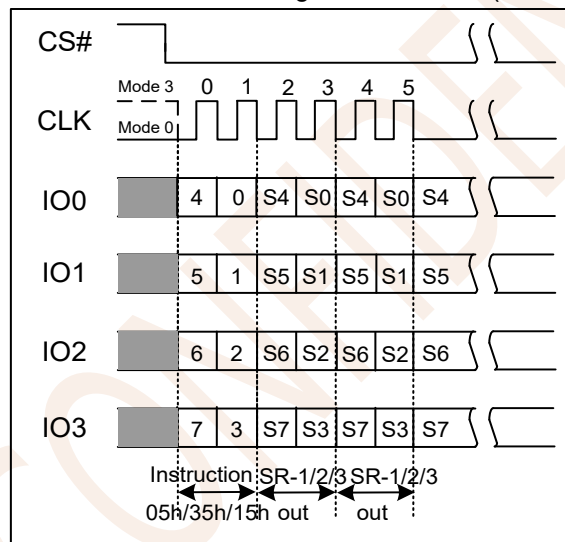 CS#
Mode 3 0 1 2 3 4 5
CLK
Mode 0
IO0 4 0 S4 S0 S4 S0 S4
IO1 5 1 S5 S1 S5 S1 S5
IO2 6 2 S6 S2 S6 S2 S6
IO3 7 3 S7 S3 S7 S3 S7
Instruction SR-1/2/3 SR-1/2/3
05h/35h/15h out out